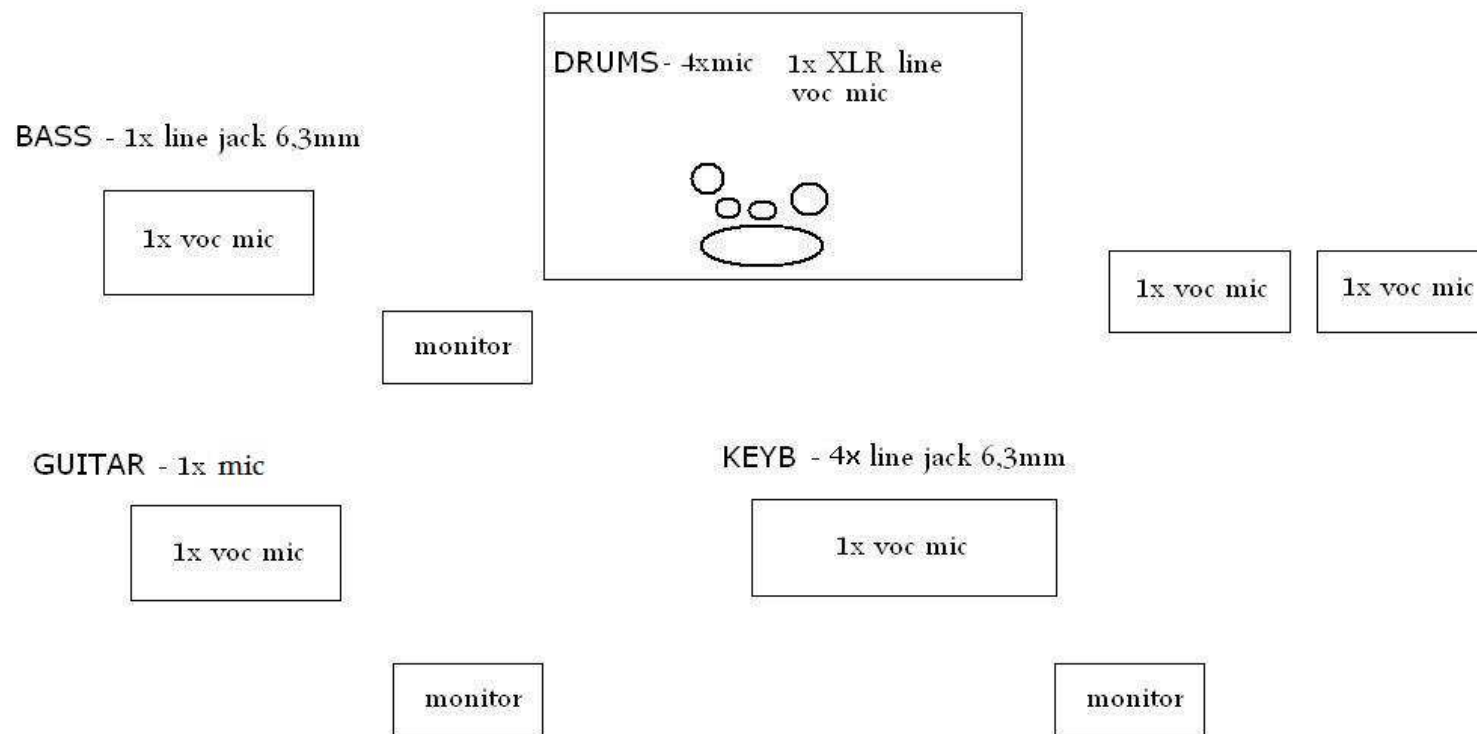 DRUMS - 4xmic 1x XLR line
voc mic
BASS - 1x line jack 6,3mm
1x voc mic
1x voc mic
1x voc mic
monitor
GUITAR - 1x mic
KEYB - 4x line jack 6,3mm
1x voc mic
1x voc mic
monitor
monitor